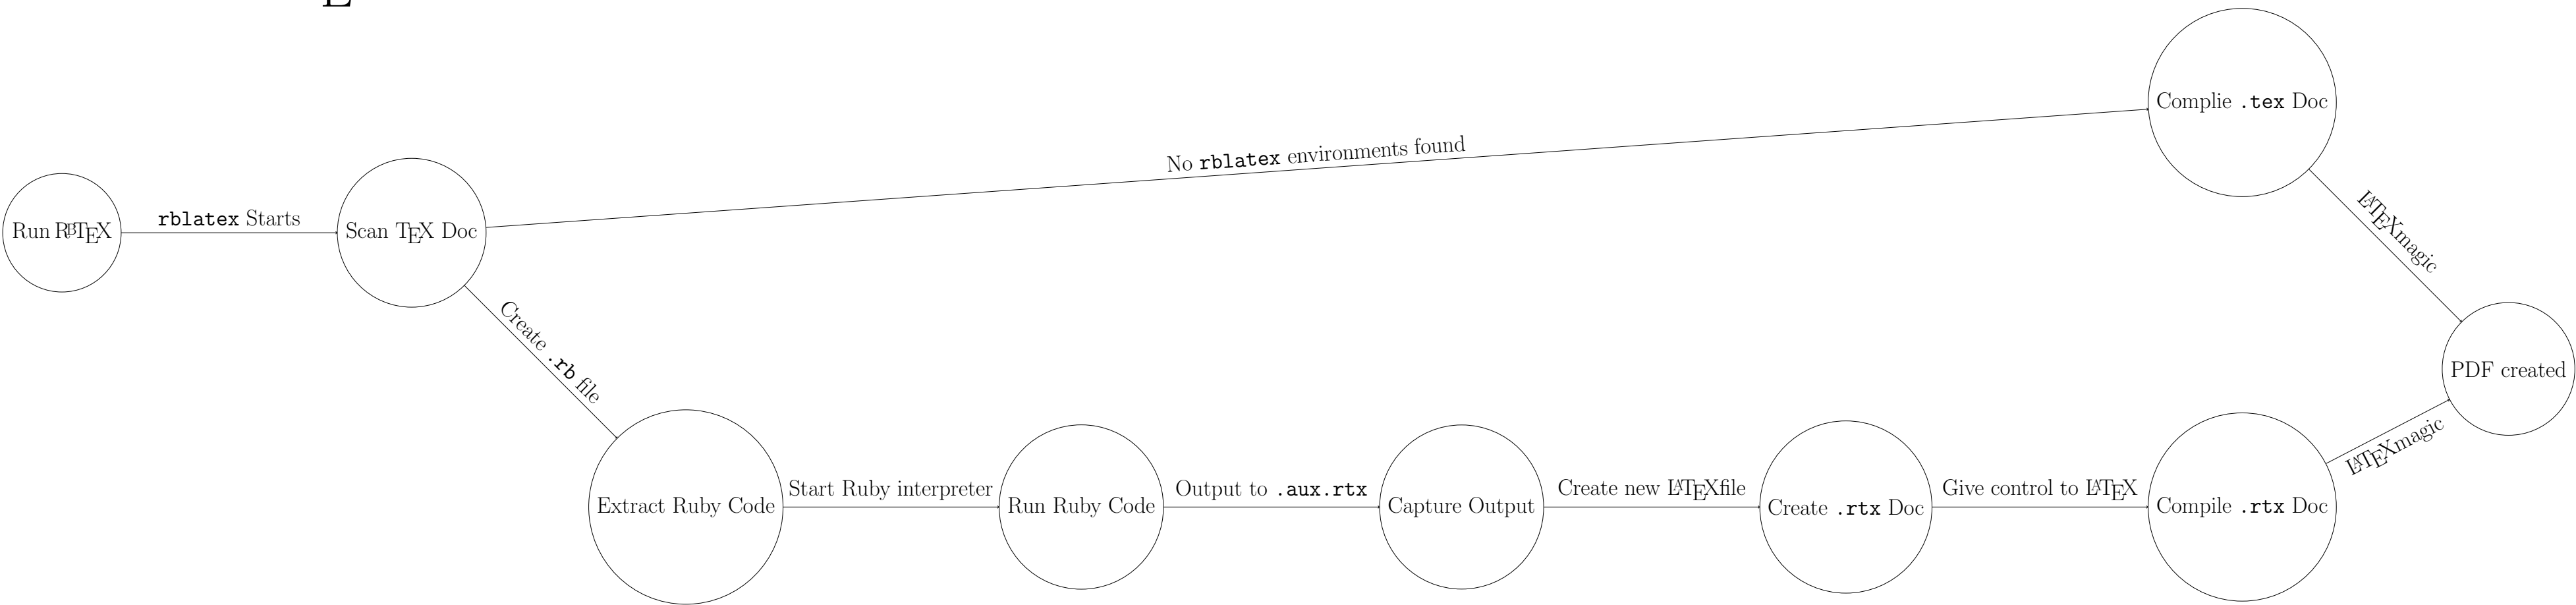 E
Complie .tex Doc
No rblatex environments found
LATEXmagic
rblatex Starts
Run RBTEX
Scan TEX Doc
Create .rb file
PDF created
LATEXmagic
Start Ruby interpreter
Output to .aux.rtx
Create new LATEXfile
Give control to LATEX
Extract Ruby Code
Run Ruby Code
Capture Output
Create .rtx Doc
Compile .rtx Doc